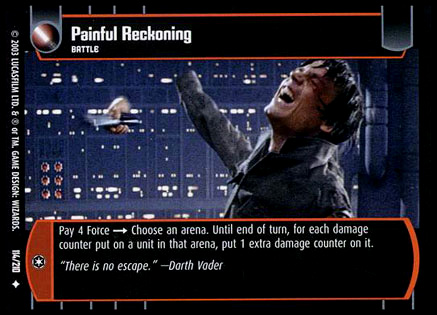 Painful Reckoning
BATTLE
Pay 4 Force → Choose an arena. Until end of turn, for each damage
counter put on a unit in that arena, put 1 extra damage counter on it.
"There is no escape." —Darth Vader
© 2003 LUCASFILM LTD. & ® or TM. GAME DESIGN: WIZARDS.
114/210